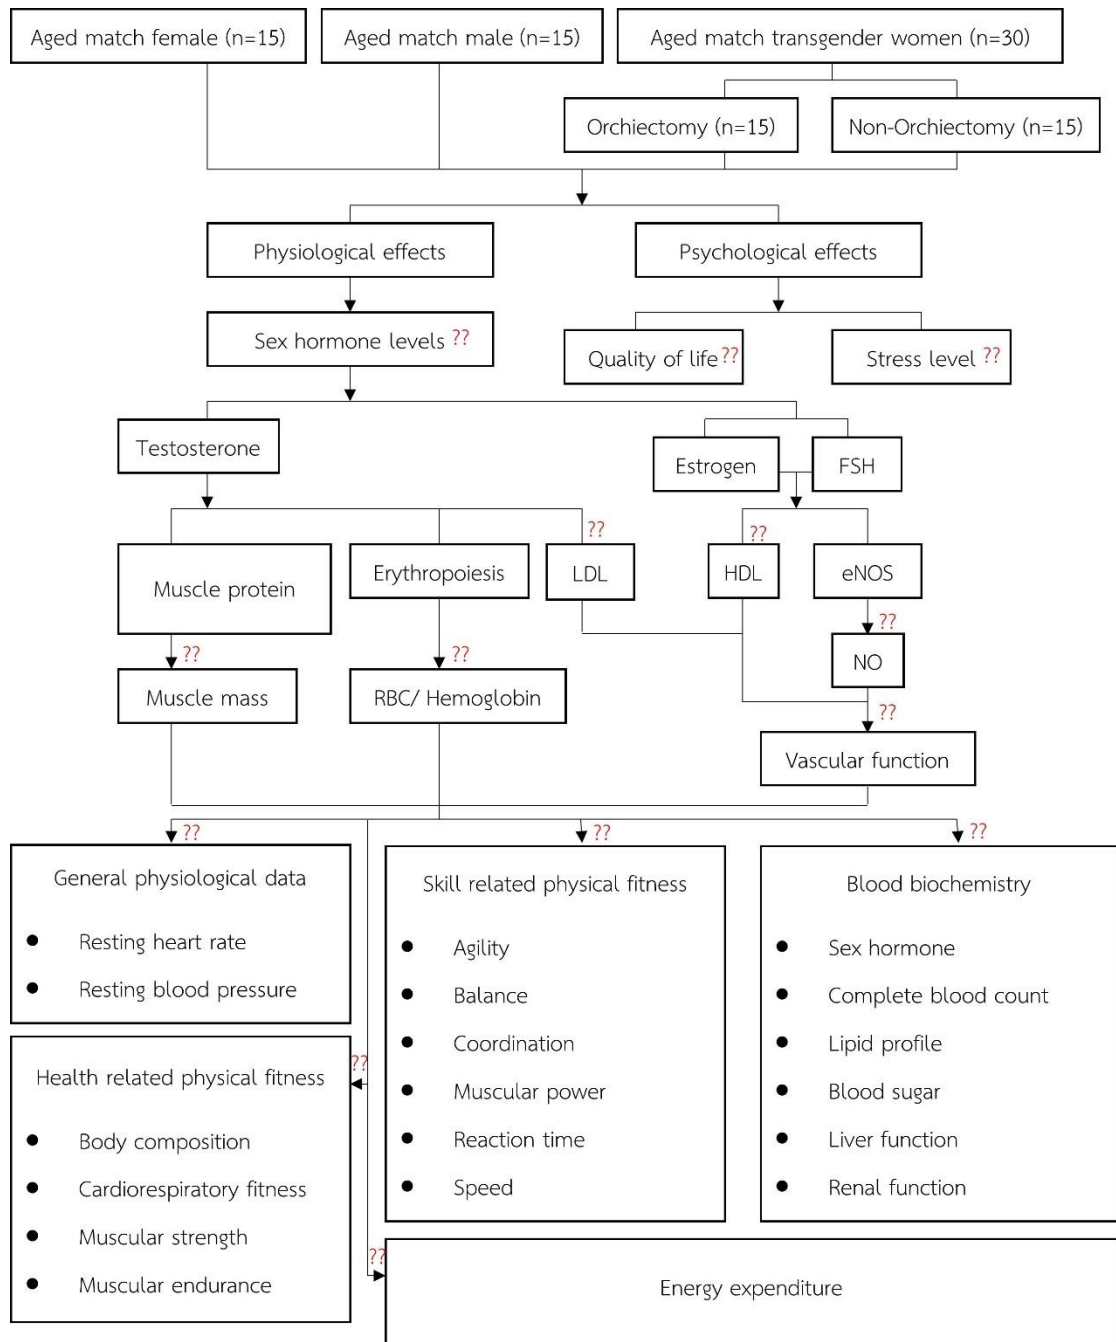 Aged match female (n=15)
Aged match male (n=15)
Aged match transgender women (n=30)
Orchiectomy (n=15)
Non-Orchiectomy (n=15)
Physiological effects
Psychological effects
Sex hormone levels ??
Quality of life ??
Stress level ??
Testosterone
Estrogen
FSH
??
??
Muscle protein
Erythropoiesis
LDL
HDL
eNOS
??
??
??
NO
Muscle mass
RBC/ Hemoglobin
??
Vascular function
??
??
??
General physiological data
● Resting heart rate
● Resting blood pressure
Skill related physical fitness
● Agility
● Balance
● Coordination
● Muscular power
● Reaction time
● Speed
Blood biochemistry
● Sex hormone
● Complete blood count
● Lipid profile
● Blood sugar
● Liver function
● Renal function
??
Health related physical fitness
● Body composition
● Cardiorespiratory fitness
● Muscular strength
● Muscular endurance
??
Energy expenditure